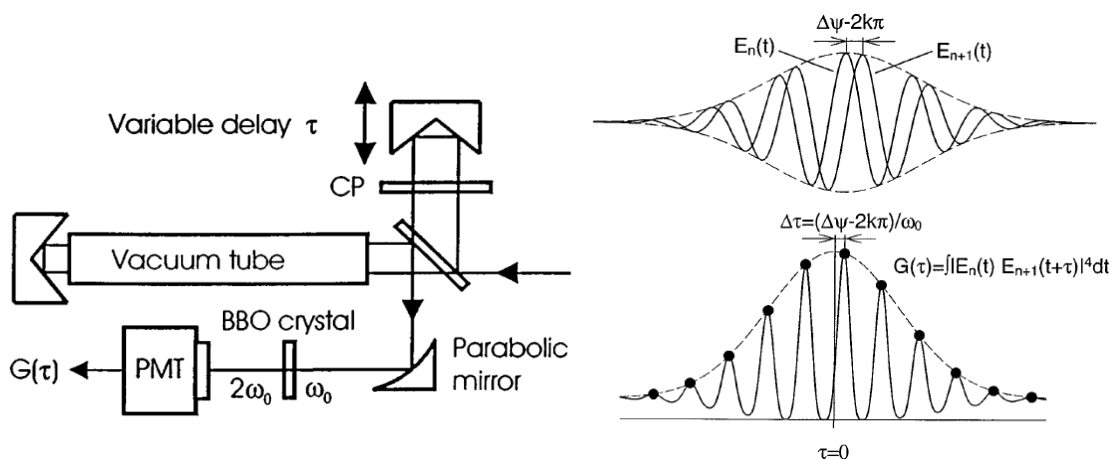 Variable delay τ
CP
Vacuum tube
BBO crystal
G(τ)
PMT
2ω₀
ω₀
Parabolic
mirror
Δψ-2kπ
Eₙ(t)
Eₙ₊₁(t)
Δτ=(Δψ-2kπ)/ω₀
G(τ)=∫|Eₙ(t) Eₙ₊₁(t+τ)|⁴dt
τ=0